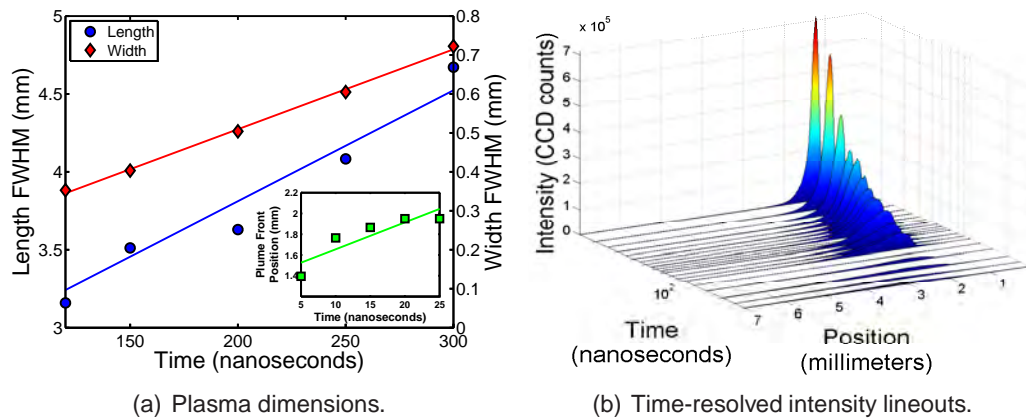 5
4.5
4
3.5
3
Length FWHM (mm)
Length
Width
0.8
0.7
0.6
0.5
0.4
0.3
0.2
0.1
0
Width FWHM (mm)
150 200 250 300
Time (nanoseconds)
2.2
2
1.8
1.6
1.4
Plume Front
Position (mm)
5 10 15 20 25
Time (nanoseconds)
(a) Plasma dimensions.
x 10⁵
7
6
5
4
3
2
1
0
Intensity (CCD counts)
10²
Time
(nanoseconds)
7 6 5 4 3 2 1
Position
(millimeters)
(b) Time-resolved intensity lineouts.